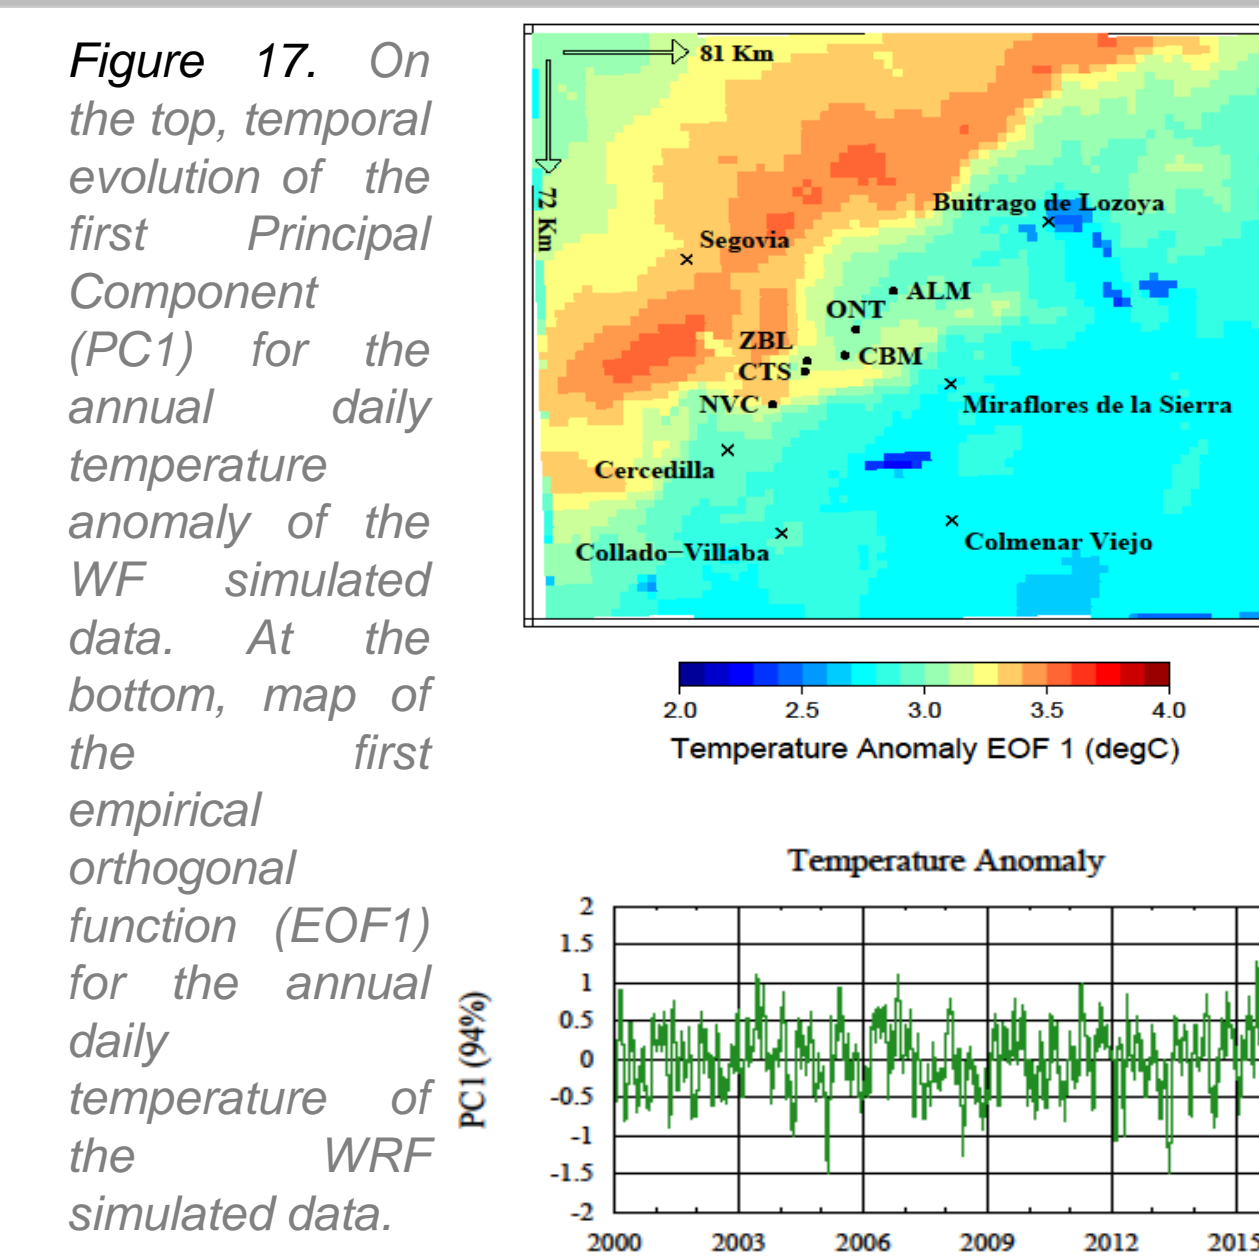 Figure 17. On
the top, temporal
evolution of the
first Principal
Component
(PC1) for the
annual daily
temperature
anomaly of the
WF simulated
data. At the
bottom, map of
the first
empirical
orthogonal
function (EOF1)
for the annual
daily
temperature of
the WRF
simulated data.
81 Km
72 Km
Buitrago de Lozoya
Segovia
ALM
ONT
ZBL
CBM
CTS
NVC
Miraflores de la Sierra
Cercedilla
Collado−Villaba
Colmenar Viejo
2.0 2.5 3.0 3.5 4.0
Temperature Anomaly EOF 1 (degC)
Temperature Anomaly
PC1 (94%)
2
1.5
1
0.5
0
-0.5
-1
-1.5
-2
2000 2003 2006 2009 2012 2015